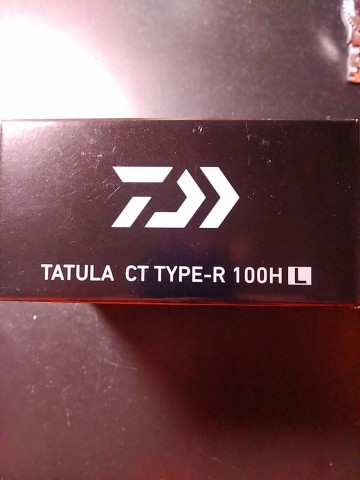 TATULA CT TYPE-R 100H L